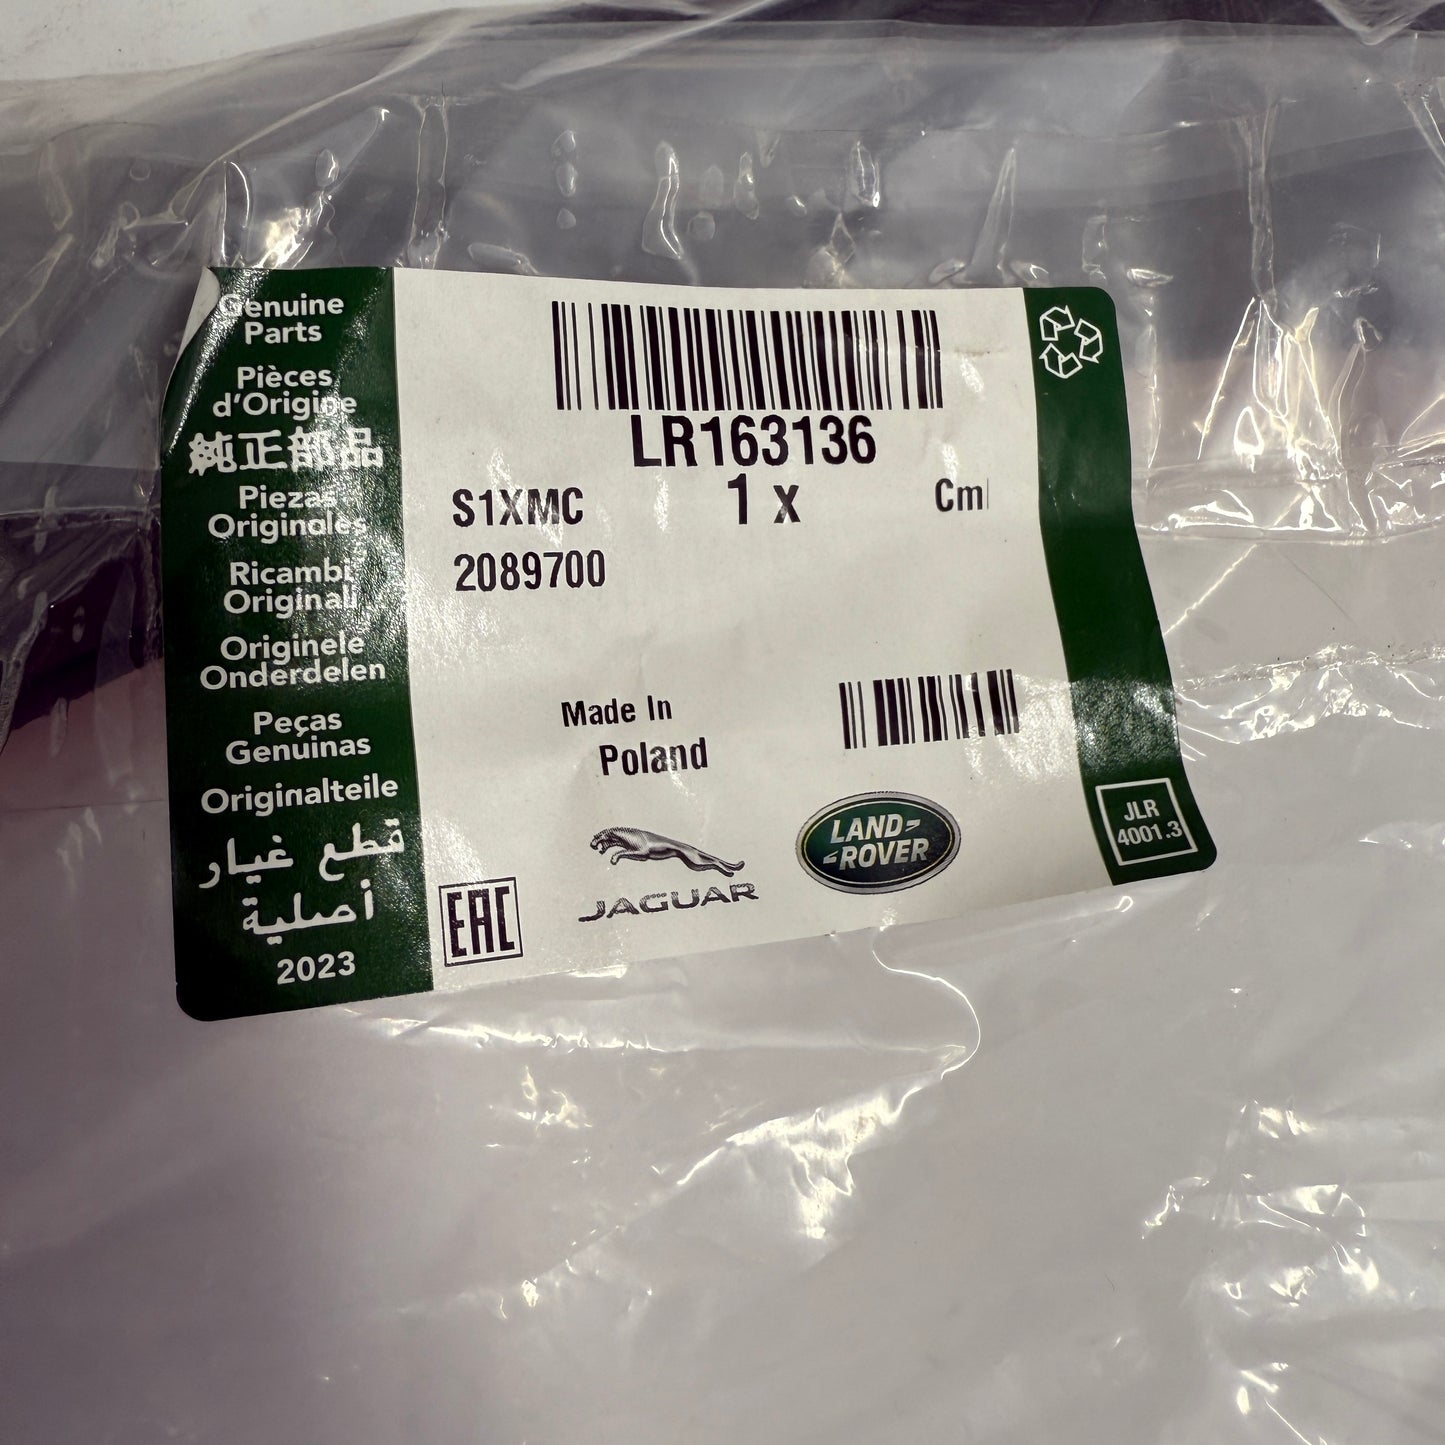 Genuine
Parts
Pièces
d'Origine
純正部品
Piezas
Originales
Ricambi
Originali
Originele
Onderdelen
Peças
Genuinas
Originalteile
قطع غيار
أصلية
2023
LR163136
S1XMC 1 x Cm
2089700
Made In
Poland
EAC
JAGUAR
LAND-
-ROVER
JLR
4001.3